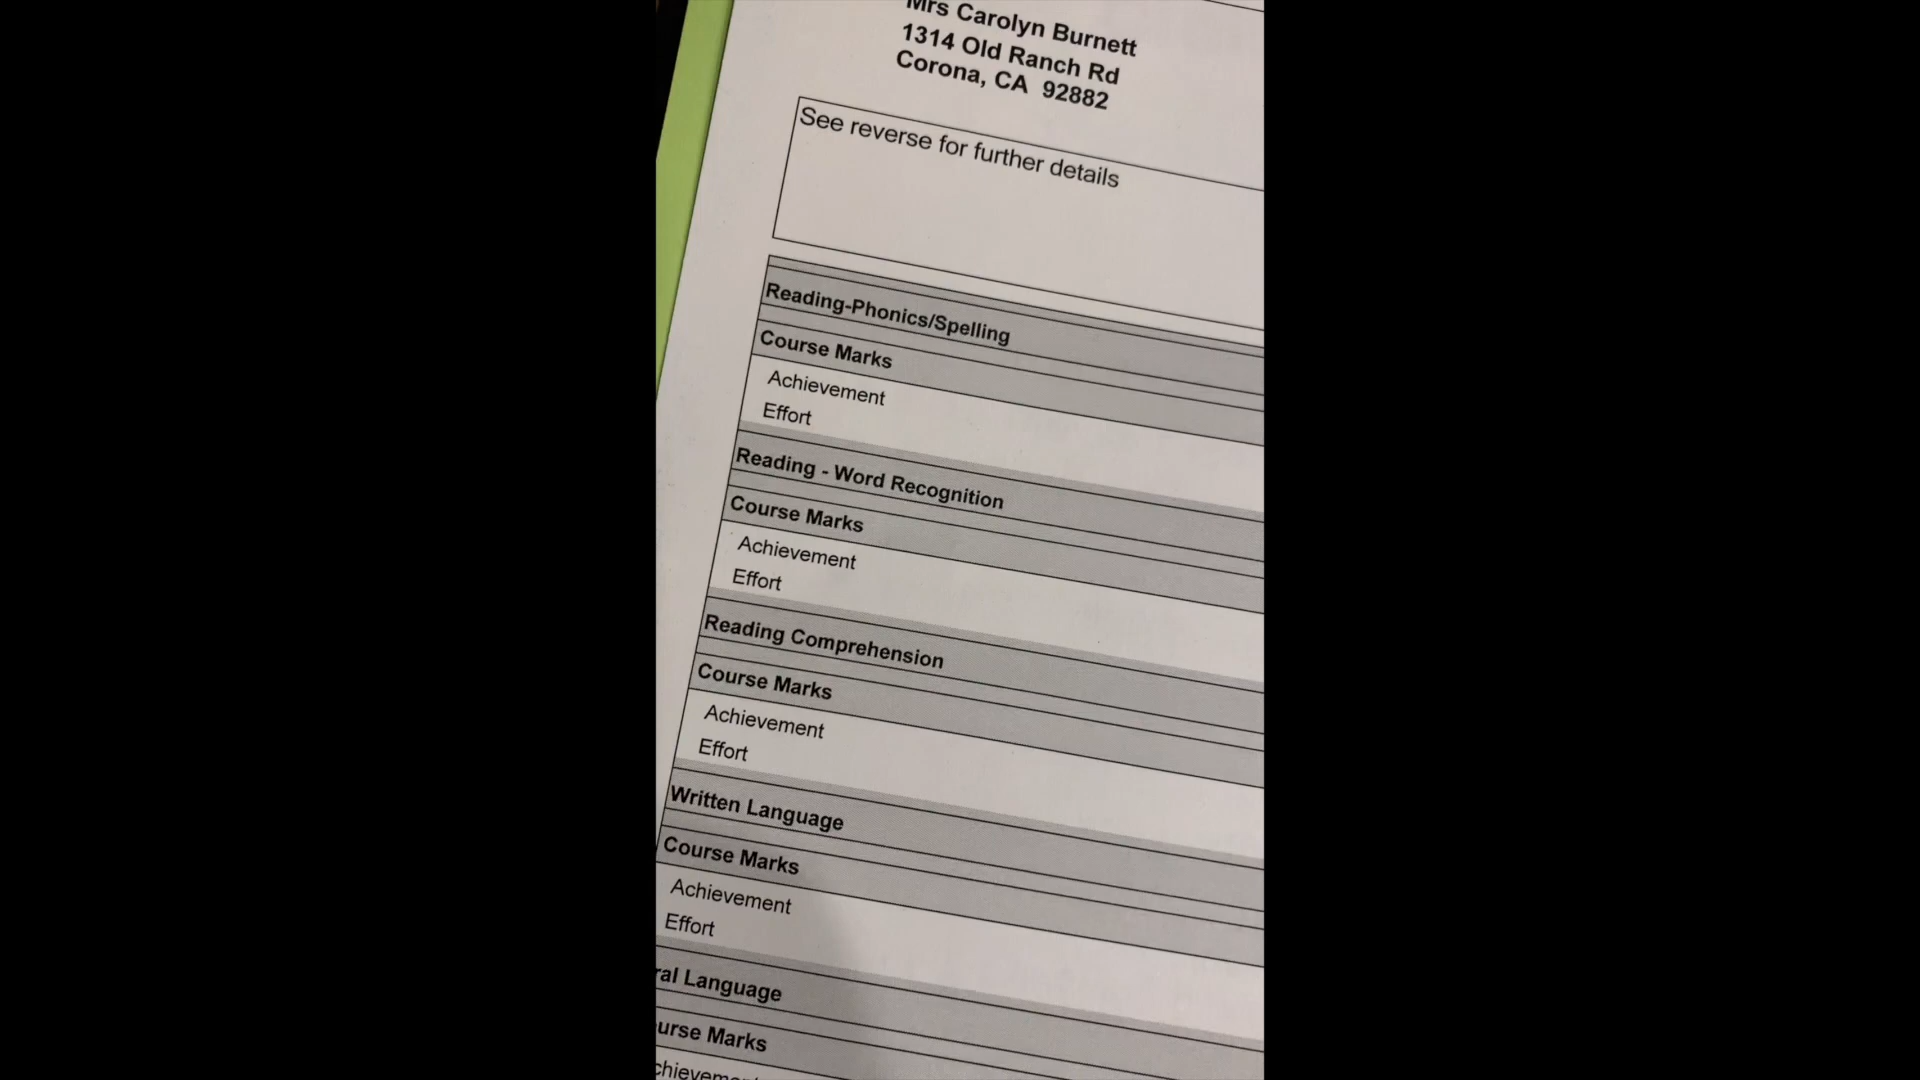 Mrs Carolyn Burnett
1314 Old Ranch Rd
Corona, CA 92882
See reverse for further details
Reading-Phonics/Spelling
Course Marks
Achievement
Effort
Reading - Word Recognition
Course Marks
Achievement
Effort
Reading Comprehension
Course Marks
Achievement
Effort
Written Language
Course Marks
Achievement
Effort
ral Language
urse Marks